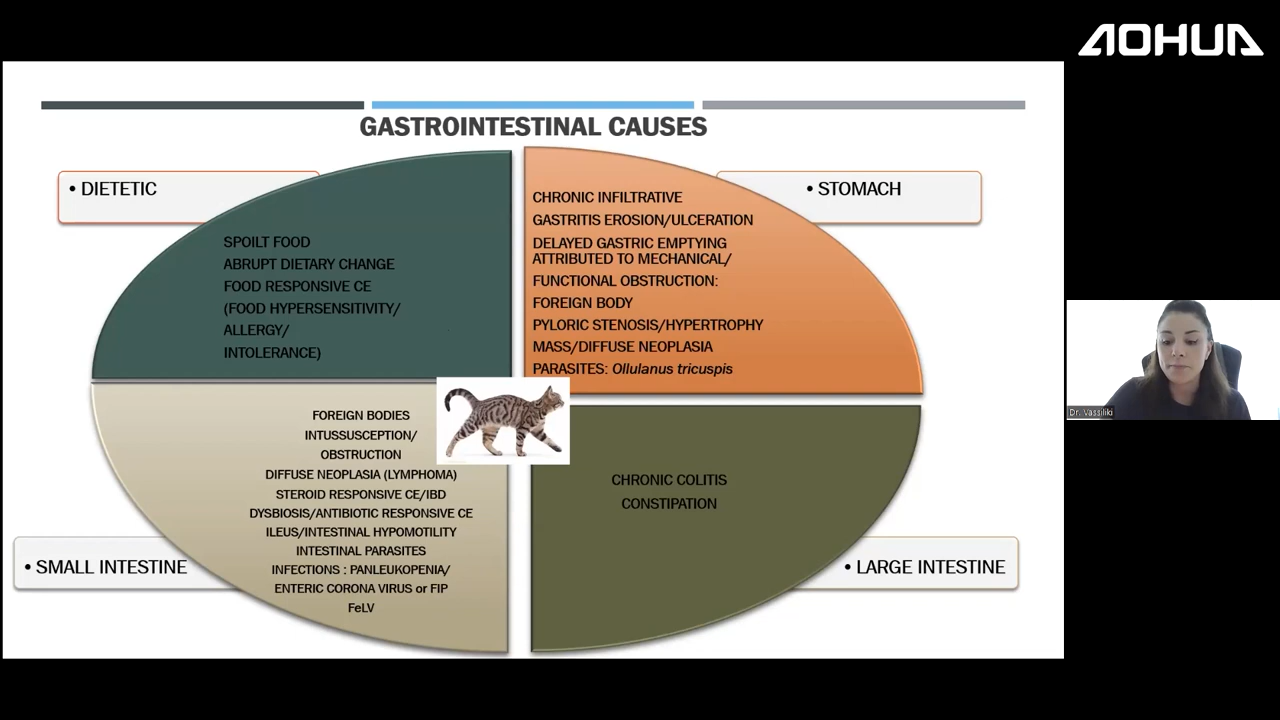 AOHUA
GASTROINTESTINAL CAUSES
• DIETETIC
SPOILT FOOD
ABRUPT DIETARY CHANGE
FOOD RESPONSIVE CE
(FOOD HYPERSENSITIVITY/
ALLERGY/
INTOLERANCE)
• STOMACH
CHRONIC INFILTRATIVE
GASTRITIS EROSION/ULCERATION
DELAYED GASTRIC EMPTYING
ATTRIBUTED TO MECHANICAL/
FUNCTIONAL OBSTRUCTION:
FOREIGN BODY
PYLORIC STENOSIS/HYPERTROPHY
MASS/DIFFUSE NEOPLASIA
PARASITES: Ollulanus tricuspis
FOREIGN BODIES
INTUSSUSCEPTION/
OBSTRUCTION
DIFFUSE NEOPLASIA (LYMPHOMA)
STEROID RESPONSIVE CE/IBD
DYSBIOSIS/ANTIBIOTIC RESPONSIVE CE
ILEUS/INTESTINAL HYPOMOTILITY
INTESTINAL PARASITES
INFECTIONS : PANLEUKOPENIA/
ENTERIC CORONA VIRUS or FIP
FeLV
• SMALL INTESTINE
CHRONIC COLITIS
CONSTIPATION
• LARGE INTESTINE
Dr. Vassiliki